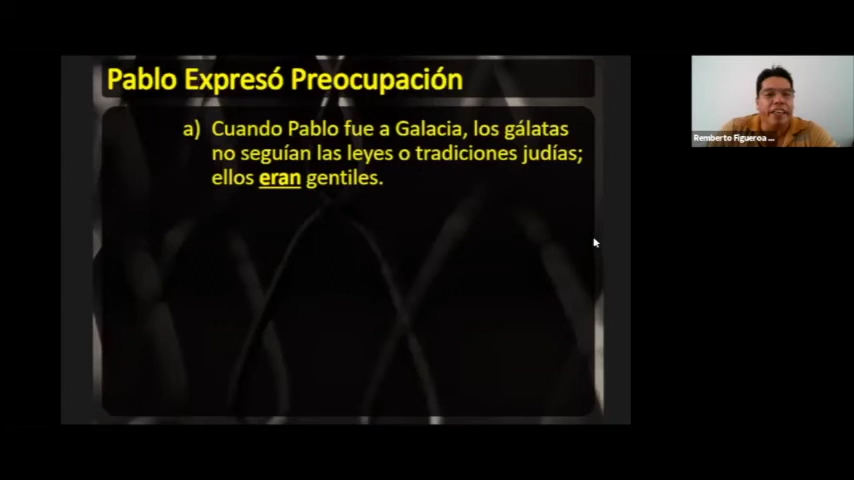 Pablo Expresó Preocupación
a) Cuando Pablo fue a Galacia, los gálatas
no seguían las leyes o tradiciones judías;
ellos eran gentiles.
Remberto Figueroa ...